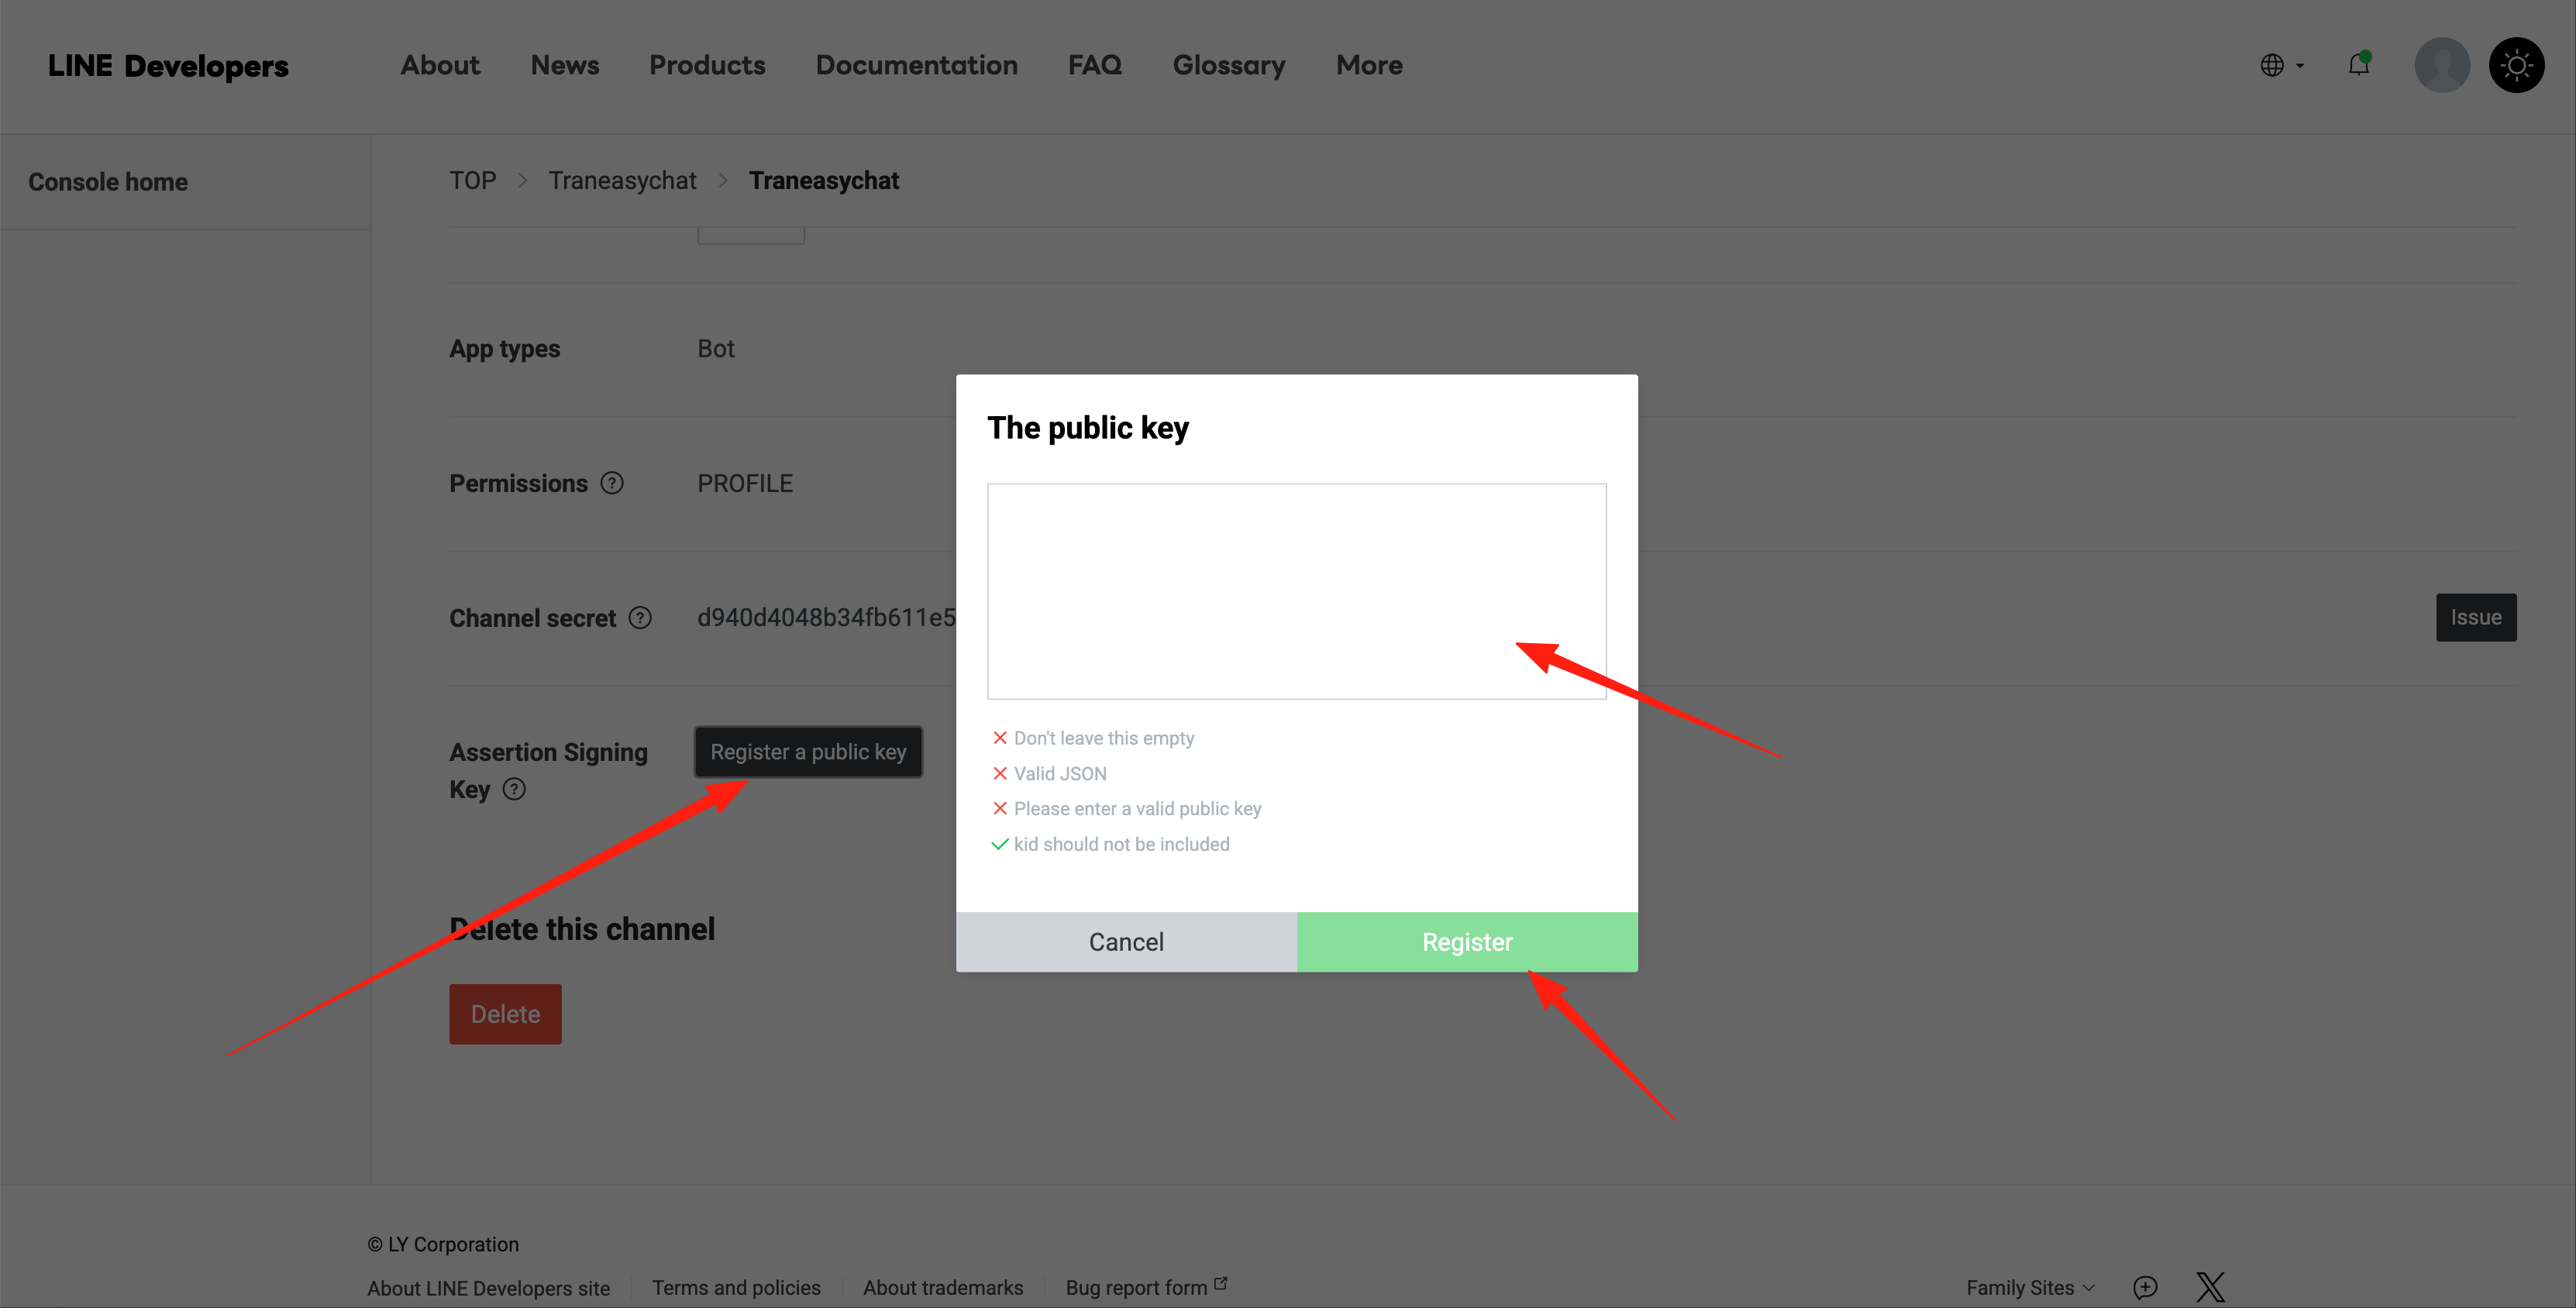 LINE Developers
About
News
Products
Documentation
FAQ
Glossary
More
Console home
TOP > Traneasychat > Traneasychat
App types
Bot
Permissions ?
PROFILE
Channel secret ?
d940d4048b34fb611e5
Issue
Assertion Signing
Key ?
Register a public key
Delete this channel
Delete
The public key
Don't leave this empty
Valid JSON
Please enter a valid public key
kid should not be included
Cancel
Register
© LY Corporation
About LINE Developers site
Terms and policies
About trademarks
Bug report form
Family Sites